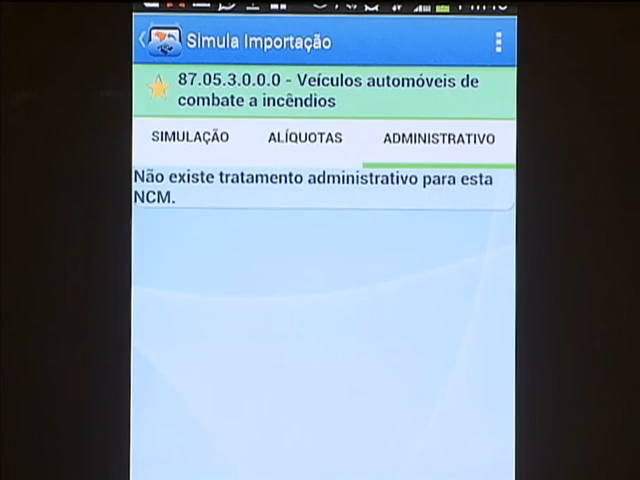 Simula Importação
87.05.3.0.0.0 - Veículos automóveis de
combate a incêndios
SIMULAÇÃO ALÍQUOTAS ADMINISTRATIVO
Não existe tratamento administrativo para esta
NCM.